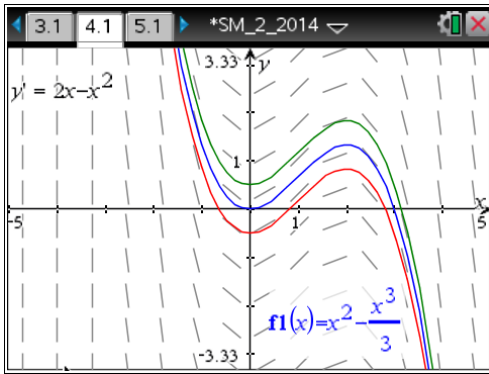 3.1 4.1 5.1 *SM_2_2014
3.33 y
y' = 2x-x²
1
x
-5 1 5
f1(x)=x²-x³/3
-3.33